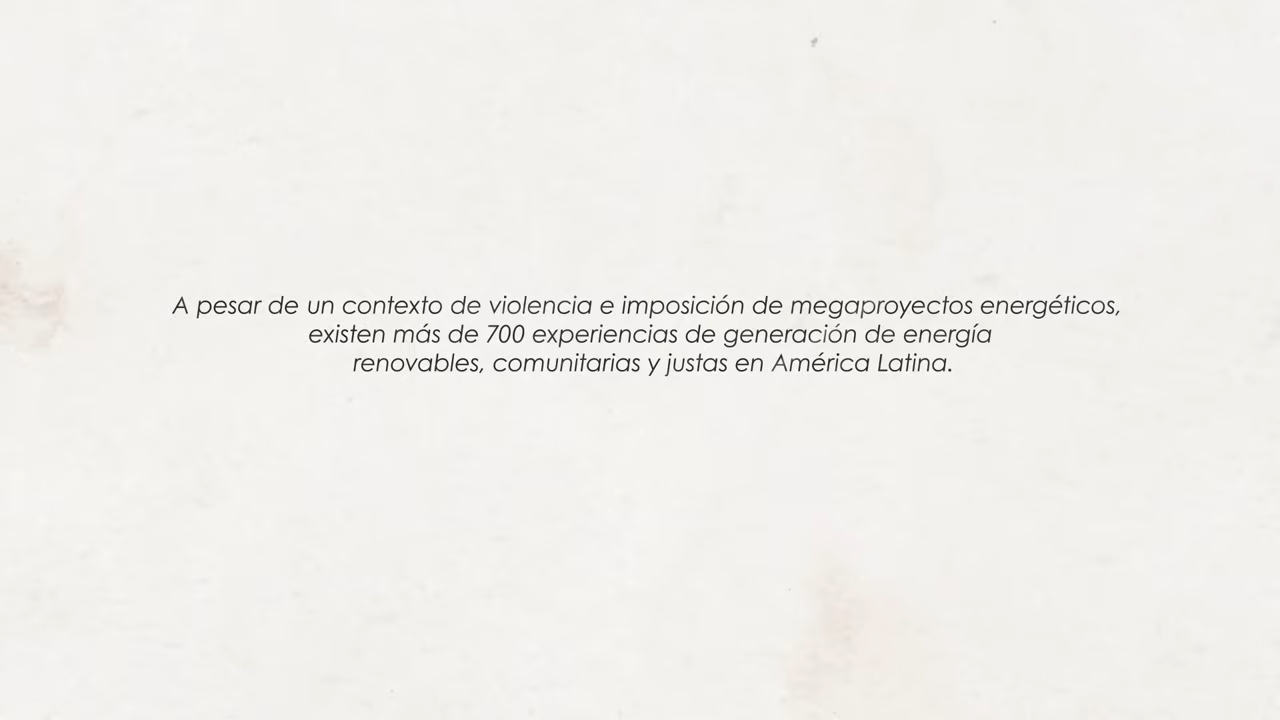 A pesar de un contexto de violencia e imposición de megaproyectos energéticos,
existen más de 700 experiencias de generación de energía
renovables, comunitarias y justas en América Latina.